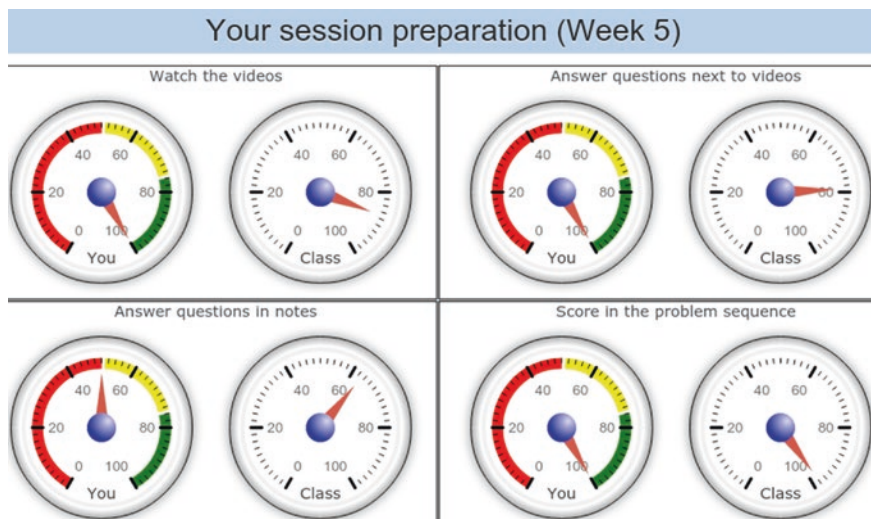 Your session preparation (Week 5)
Watch the videos
40 60
20 80
0 100
You
40 60
20 80
0 100
Class
Answer questions next to videos
40 60
20 80
0 100
You
40 60
20 80
0 100
Class
Answer questions in notes
40 60
20 80
0 100
You
40 60
20 80
0 100
Class
Score in the problem sequence
40 60
20 80
0 100
You
40 60
20 80
0 100
Class